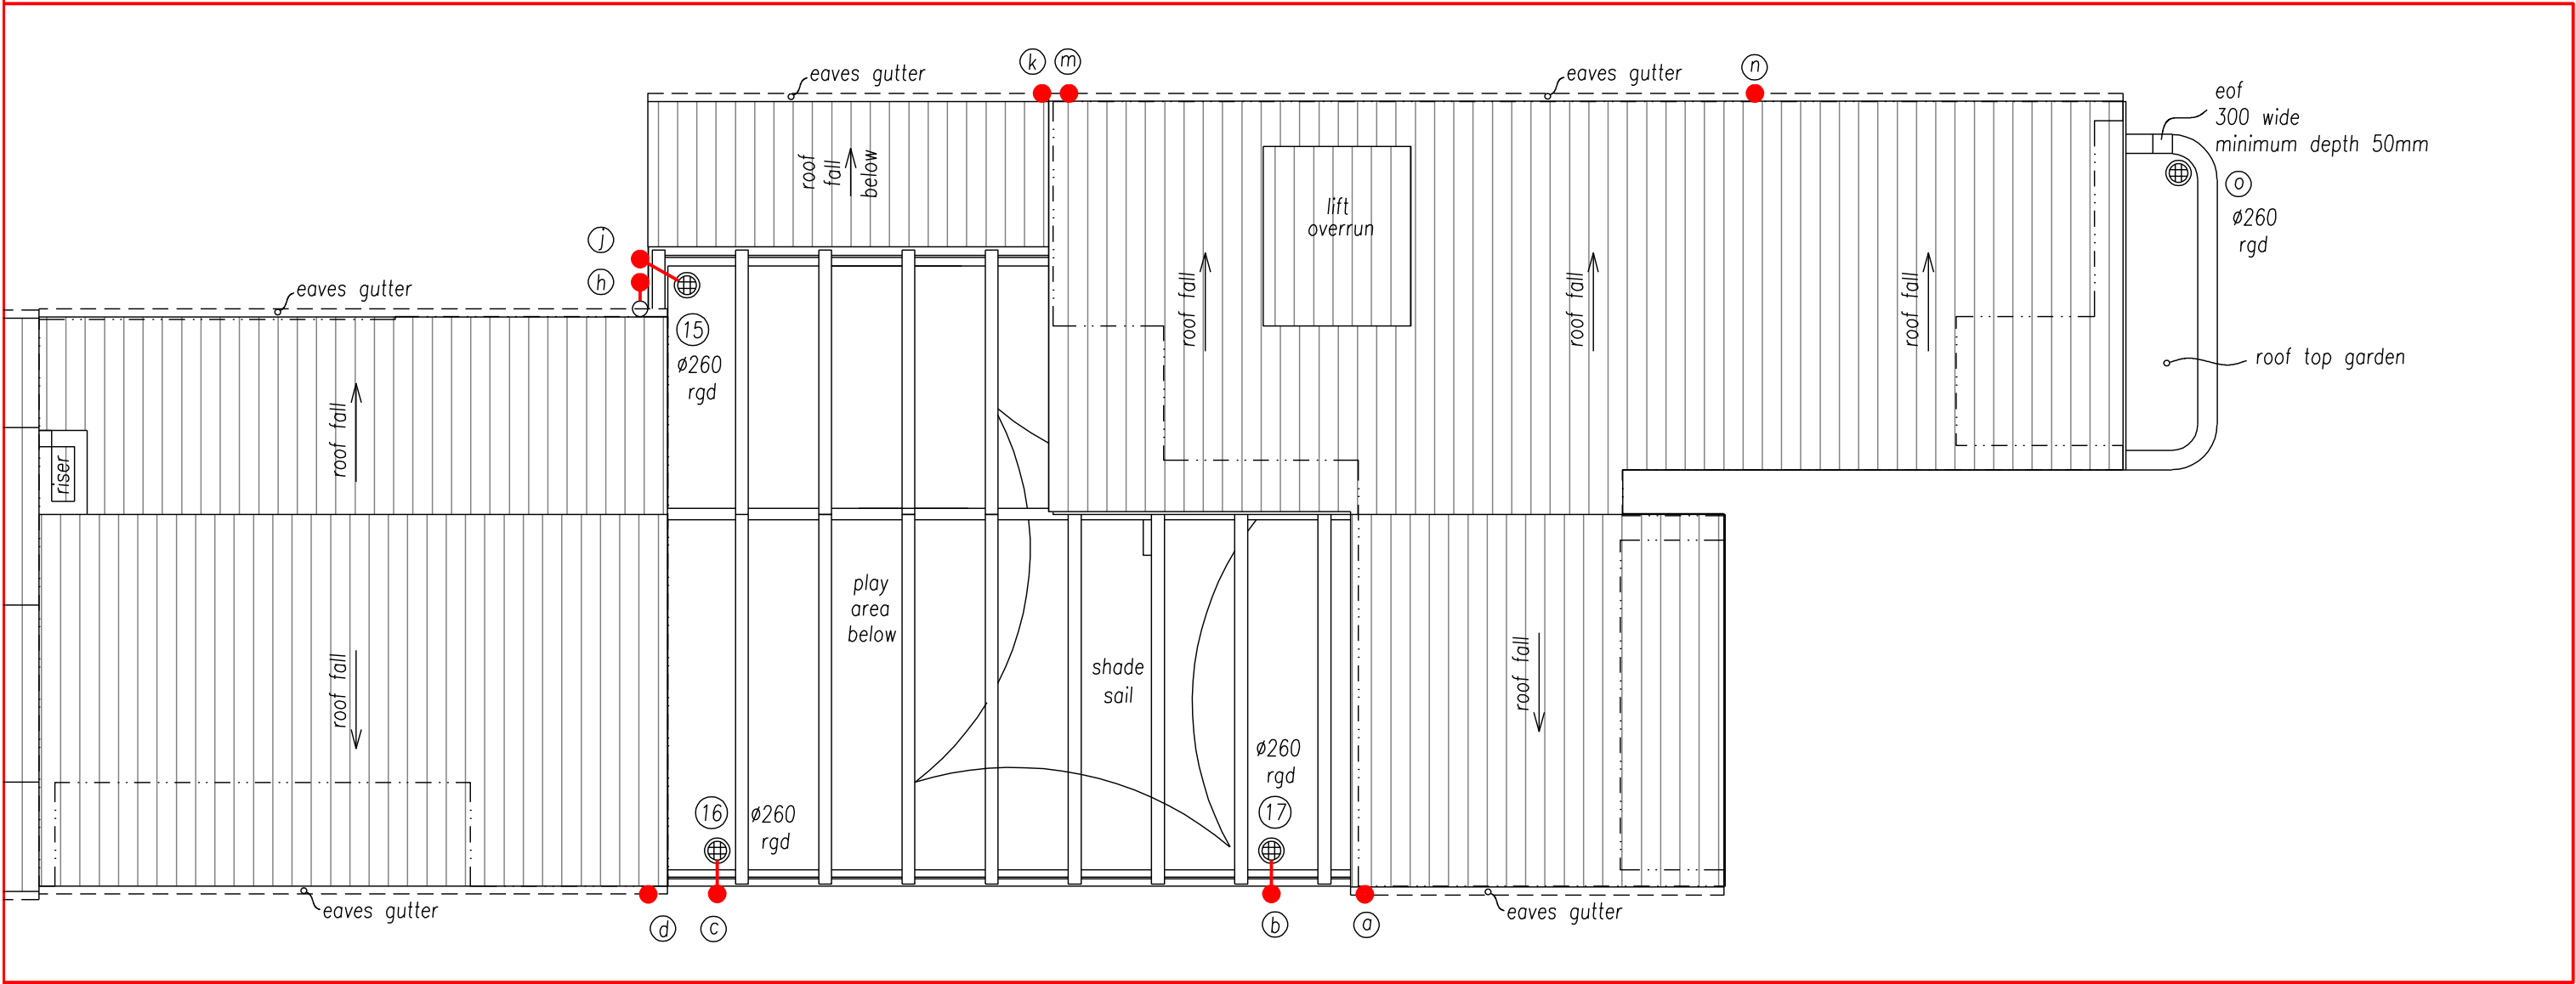 eaves gutter
k
m
eaves gutter
n
eof
300 wide
minimum depth 50mm
o
ø260
rgd
roof
fall
below
lift
overrun
j
h
eaves gutter
15
ø260
rgd
roof fall
roof fall
roof fall
roof top garden
roof fall
riser
play
area
below
shade
sail
roof fall
roof fall
ø260
rgd
16
ø260
rgd
17
eaves gutter
d
c
b
a
eaves gutter